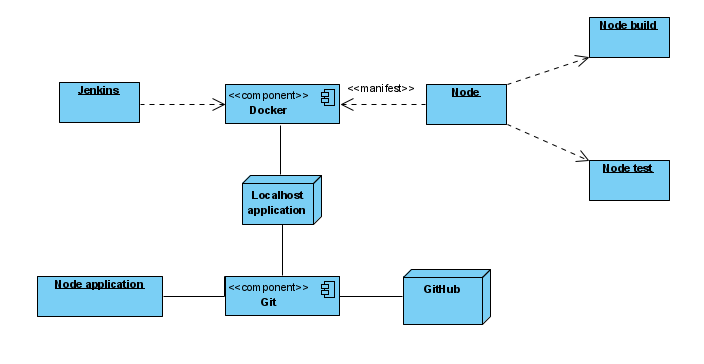 Node build
Jenkins
<<component>>
Docker
<<manifest>>
Node
Node test
Localhost
application
Node application
<<component>>
Git
GitHub